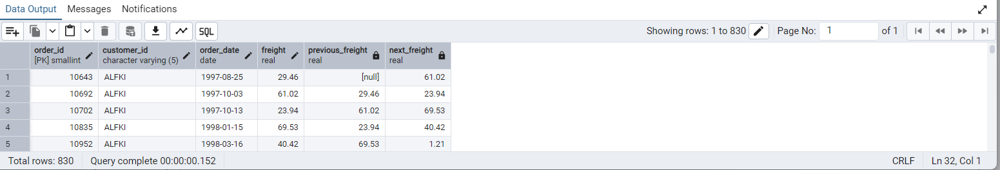 Data Output Messages Notifications
SQL Showing rows: 1 to 830 Page No: 1 of 1
order_id customer_id order_date freight previous_freight next_freight
[PK] smallint character varying (5) date real real real
1 10643 ALFKI 1997-08-25 29.46 [null] 61.02
2 10692 ALFKI 1997-10-03 61.02 29.46 23.94
3 10702 ALFKI 1997-10-13 23.94 61.02 69.53
4 10835 ALFKI 1998-01-15 69.53 23.94 40.42
5 10952 ALFKI 1998-03-16 40.42 69.53 1.21
Total rows: 830 Query complete 00:00:00.152 CRLF Ln 32, Col 1